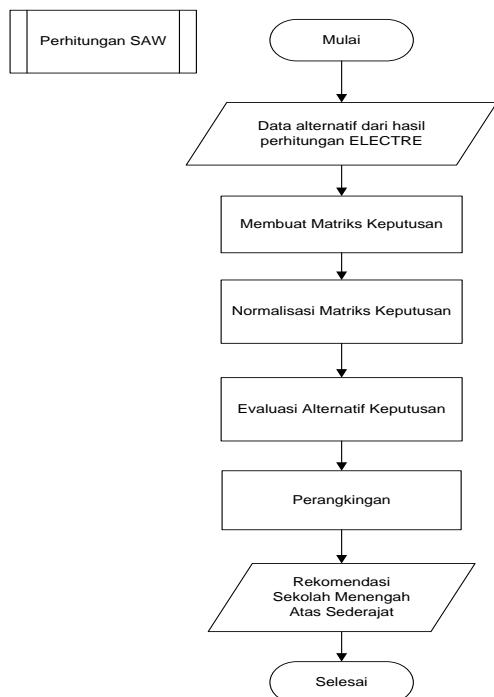 Perhitungan SAW
Mulai
Data alternatif dari hasil
perhitungan ELECTRE
Membuat Matriks Keputusan
Normalisasi Matriks Keputusan
Evaluasi Alternatif Keputusan
Perangkingan
Rekomendasi
Sekolah Menengah
Atas Sederajat
Selesai